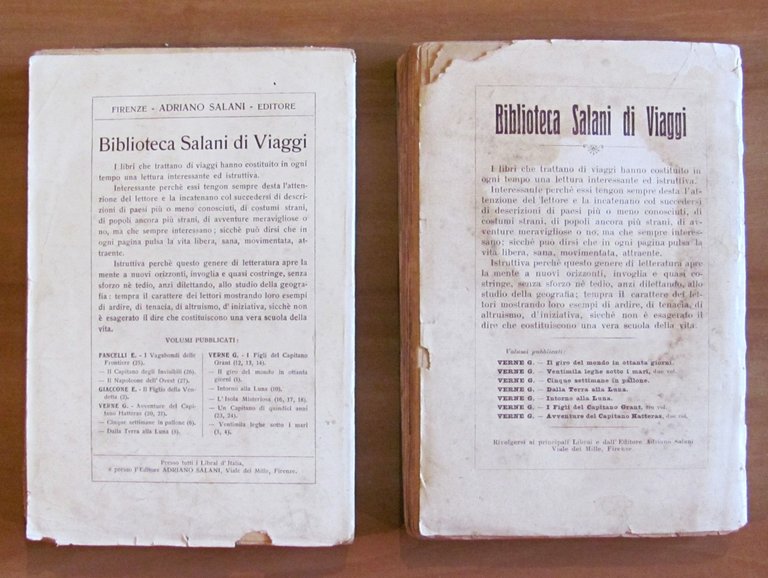 FIRENZE - ADRIANO SALANI - EDITORE
Biblioteca Salani di Viaggi
I libri che trattano di viaggi hanno costituito in ogni
tempo una lettura interessante ed istruttiva.
Interessante perchè essi tengon sempre desta l'atten-
zione del lettore e la incatenano col succedersi di descri-
zioni di paesi più o meno conosciuti, di costumi strani,
di popoli ancora più strani, di avventure meravigliose o
no, ma che sempre interessano; sicchè può dirsi che in
ogni pagina pulsa la vita libera, sana, movimentata, at-
traente.
Istruttiva perchè questo genere di letteratura apre
la mente a nuovi orizzonti, invoglia e quasi costringe, senza
sforzo nè tedio, anzi dilettando, allo studio della geogra-
fia: tempra il carattere dei lettori mostrando loro esempi
di ardire, di tenacia, di altruismo, d'iniziativa, sicchè non
è esagerato il dire che costituiscono una vera scuola della
vita.
VOLUMI PUBBLICATI:
FANCELLI E. - I Vagabondi delle
Frontiere (25).
— Il Capitano degli Invisibili (26).
— Il Napoleone dell'Ovest (27).
GIACCONE E. - Il Figlio della Ven-
detta (2).
VERNE G. - Avventure del Capi-
tano Hatteras (20, 21).
— Cinque settimane in pallone (6).
— Dalla Terra alla Luna (8).
VERNE G. - I Figli del Capitano
Grant (12, 13, 14).
— Il giro del mondo in ottanta
giorni (1).
— Intorno alla Luna (10).
— L'Isola Misteriosa (16, 17, 18).
— Un Capitano di quindici anni
(23, 24).
— Ventimila leghe sotto i mari
(3, 4).
Presso tutti i Librai d'Italia,
e presso l'Editore ADRIANO SALANI, Viale dei Mille, Firenze.
Biblioteca Salani di Viaggi
I libri che trattano di viaggi hanno costituito in
ogni tempo una lettura interessante ed istruttiva.
Interessante perchè essi tengon sempre desta l'at-
tenzione del lettore e la incatenano col succedersi
di descrizioni di paesi più o meno conosciuti, di
costumi strani, di popoli ancora più strani, di av-
venture meravigliose o no, ma che sempre interes-
sano; sicchè può dirsi che in ogni pagina pulsa la
vita libera, sana, movimentata, attraente.
Istruttiva perchè questo genere di letteratura apre
la mente a nuovi orizzonti, invoglia e quasi co-
stringe, senza sforzo nè tedio, anzi dilettando, allo
studio della geografia; tempra il carattere dei let-
tori mostrando loro esempi di ardire, di tenacia, di
altruismo, d'iniziativa, sicchè non è esagerato il
dire che costituiscono una vera scuola della vita.
Volumi pubblicati:
VERNE G. — Il giro del mondo in ottanta giorni.
VERNE G. — Ventimila leghe sotto i mari, due vol.
VERNE G. — Cinque settimane in pallone.
VERNE G. — Dalla Terra alla Luna.
VERNE G. — Intorno alla Luna.
VERNE G. — I Figli del Capitano Grant, tre vol.
VERNE G. — Avventure del Capitano Hatteras, due vol.
Rivolgersi ai principali Librai e dall'Editore Adriano Salani
Viale dei Mille, Firenze.